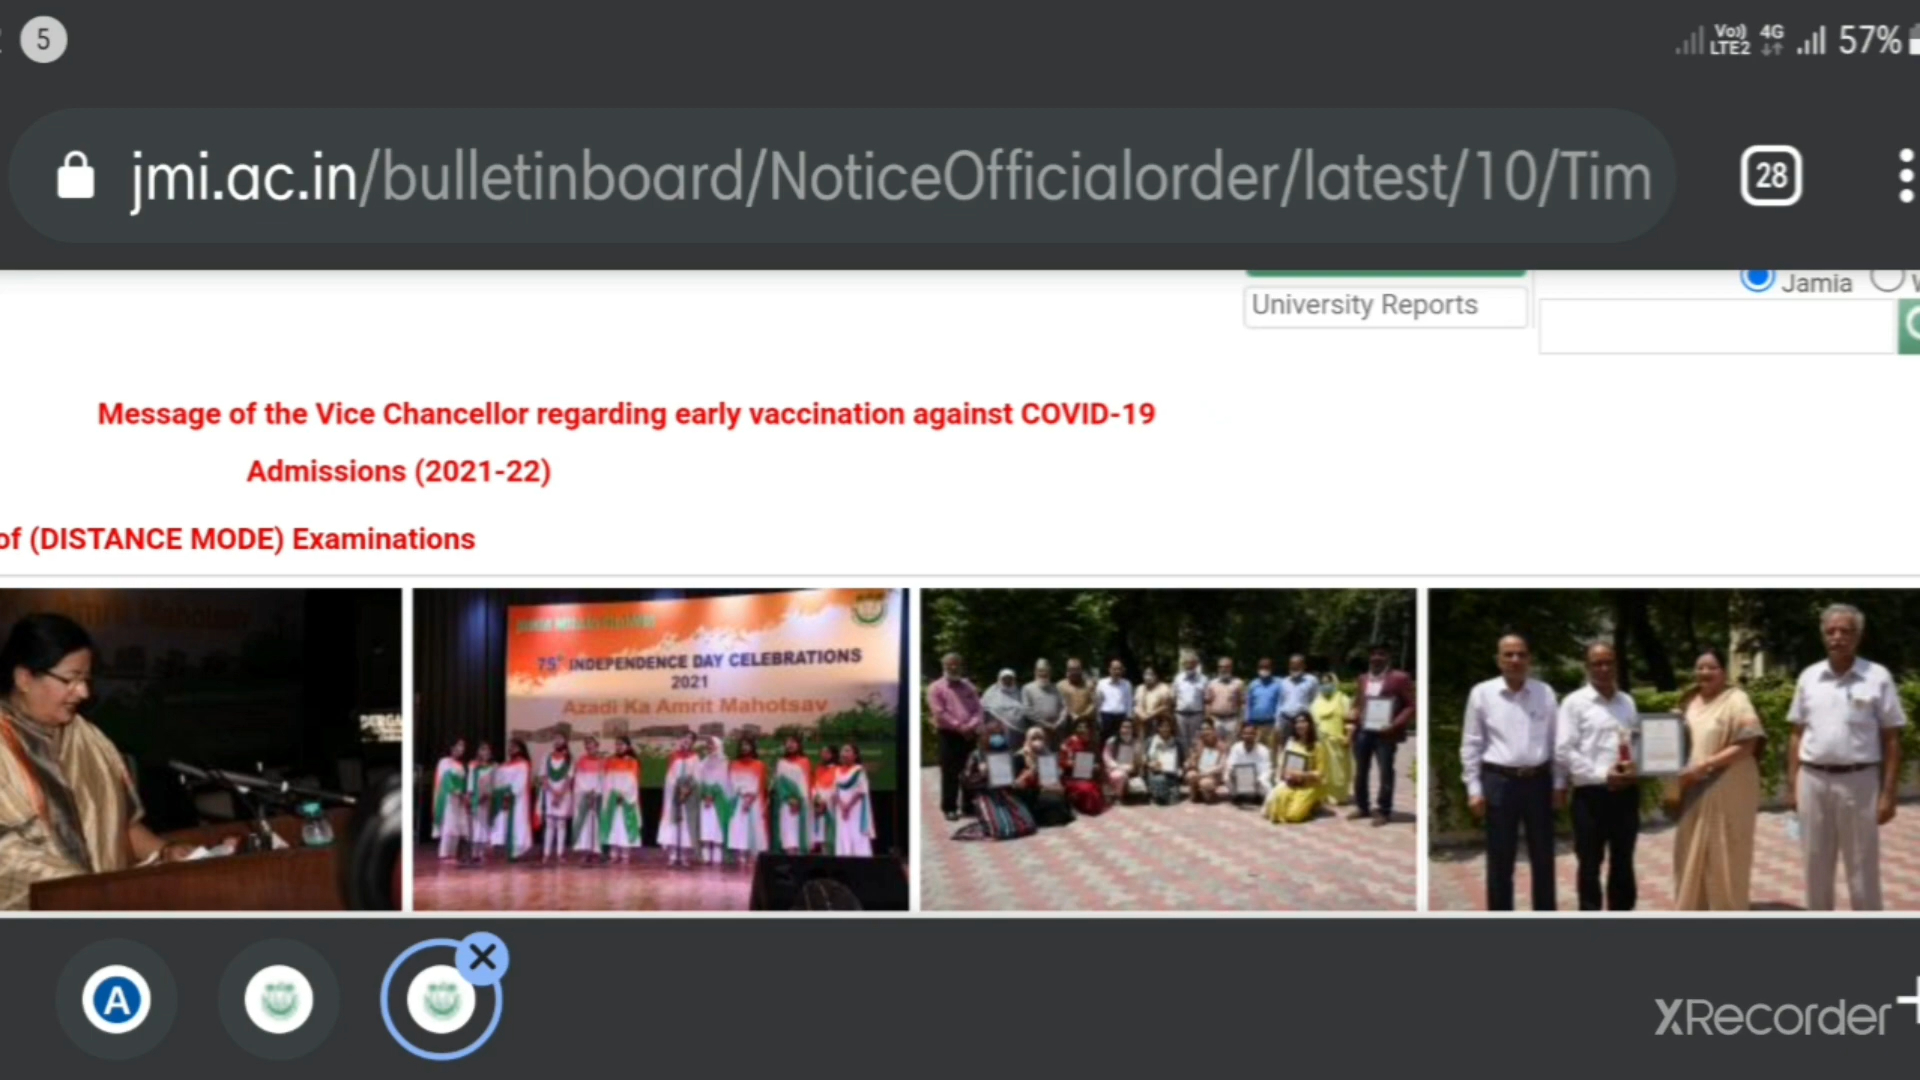 5
Vo))
LTE2
4G
57%
jmi.ac.in/bulletinboard/NoticeOfficialorder/latest/10/Tim
28
Jamia
University Reports
Message of the Vice Chancellor regarding early vaccination against COVID-19
Admissions (2021-22)
of (DISTANCE MODE) Examinations
75th INDEPENDENCE DAY CELEBRATIONS
2021
Azadi Ka Amrit Mahotsav
A
XRecorder